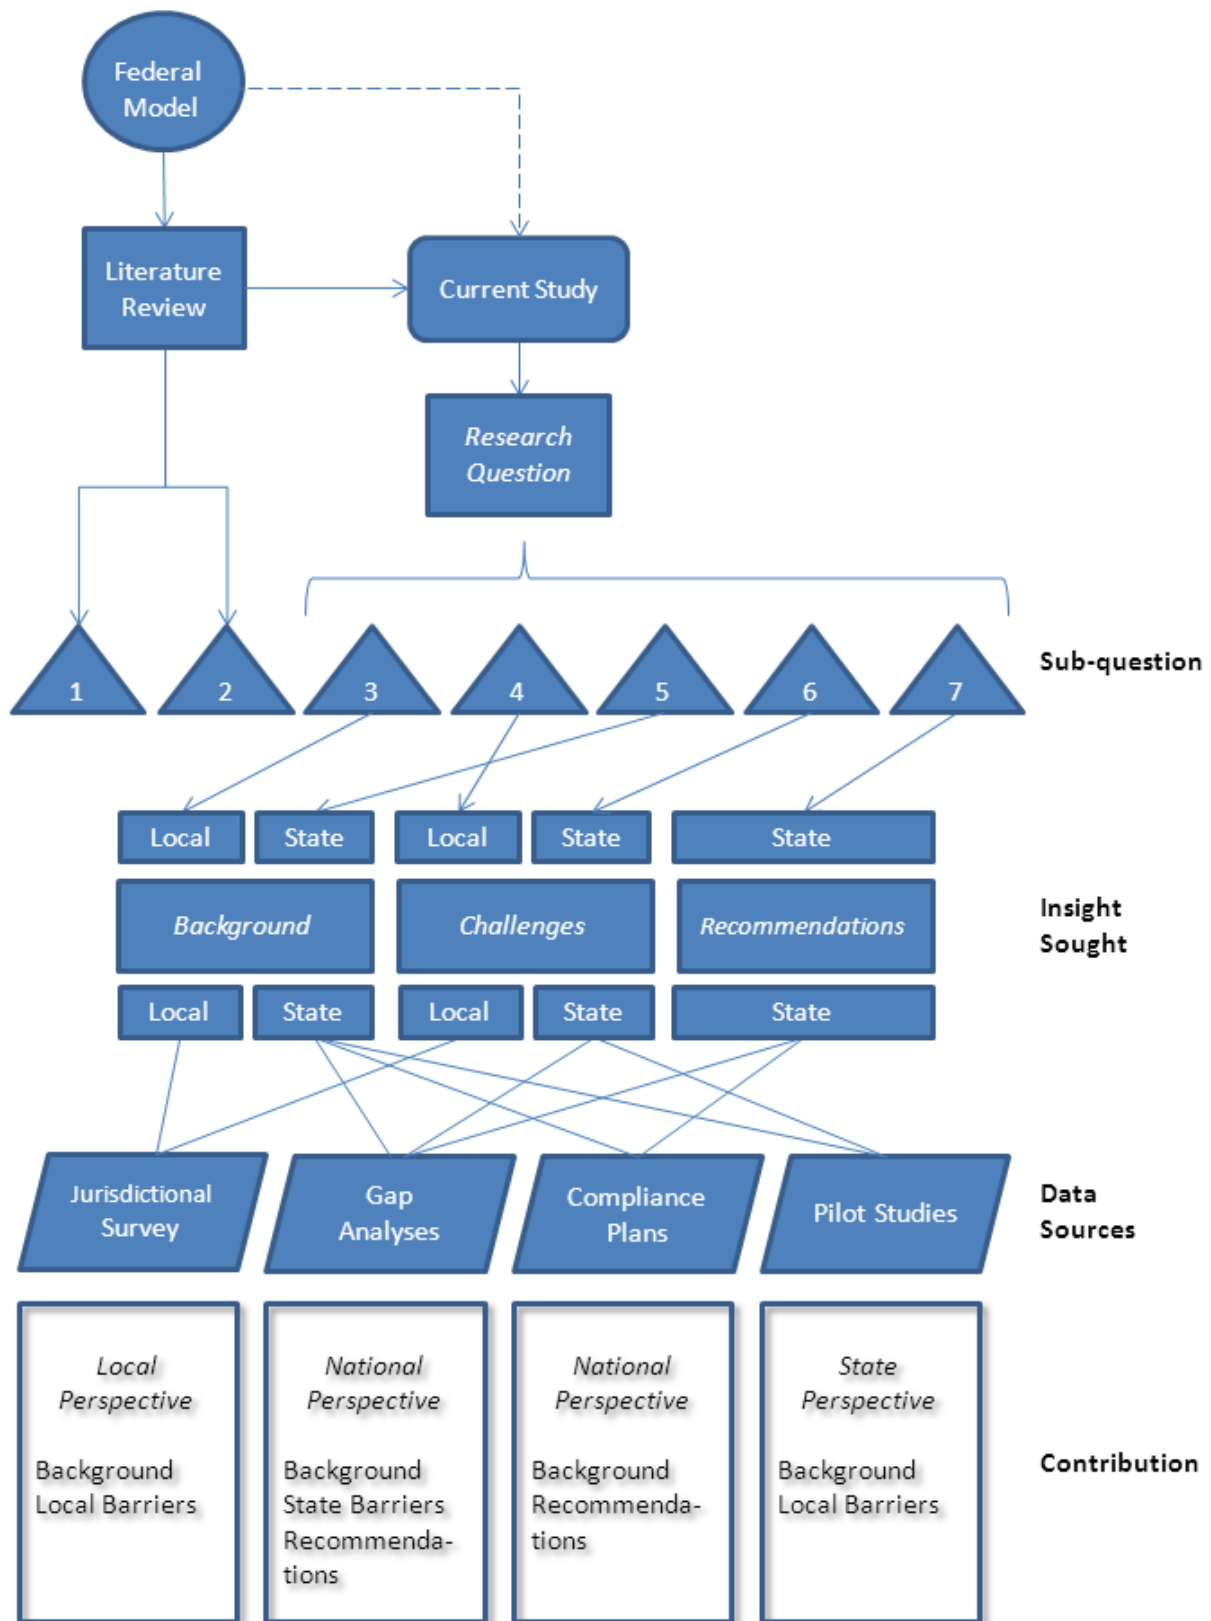 Federal
Model
Literature
Review
Current Study
Research
Question
1
2
3
4
5
6
7
Sub-question
Local
State
Local
State
State
Background
Challenges
Recommendations
Insight
Sought
Local
State
Local
State
State
Jurisdictional
Survey
Gap
Analyses
Compliance
Plans
Pilot Studies
Data
Sources
Local
Perspective
Background
Local Barriers
National
Perspective
Background
State Barriers
Recommenda-
tions
National
Perspective
Background
Recommenda-
tions
State
Perspective
Background
Local Barriers
Contribution